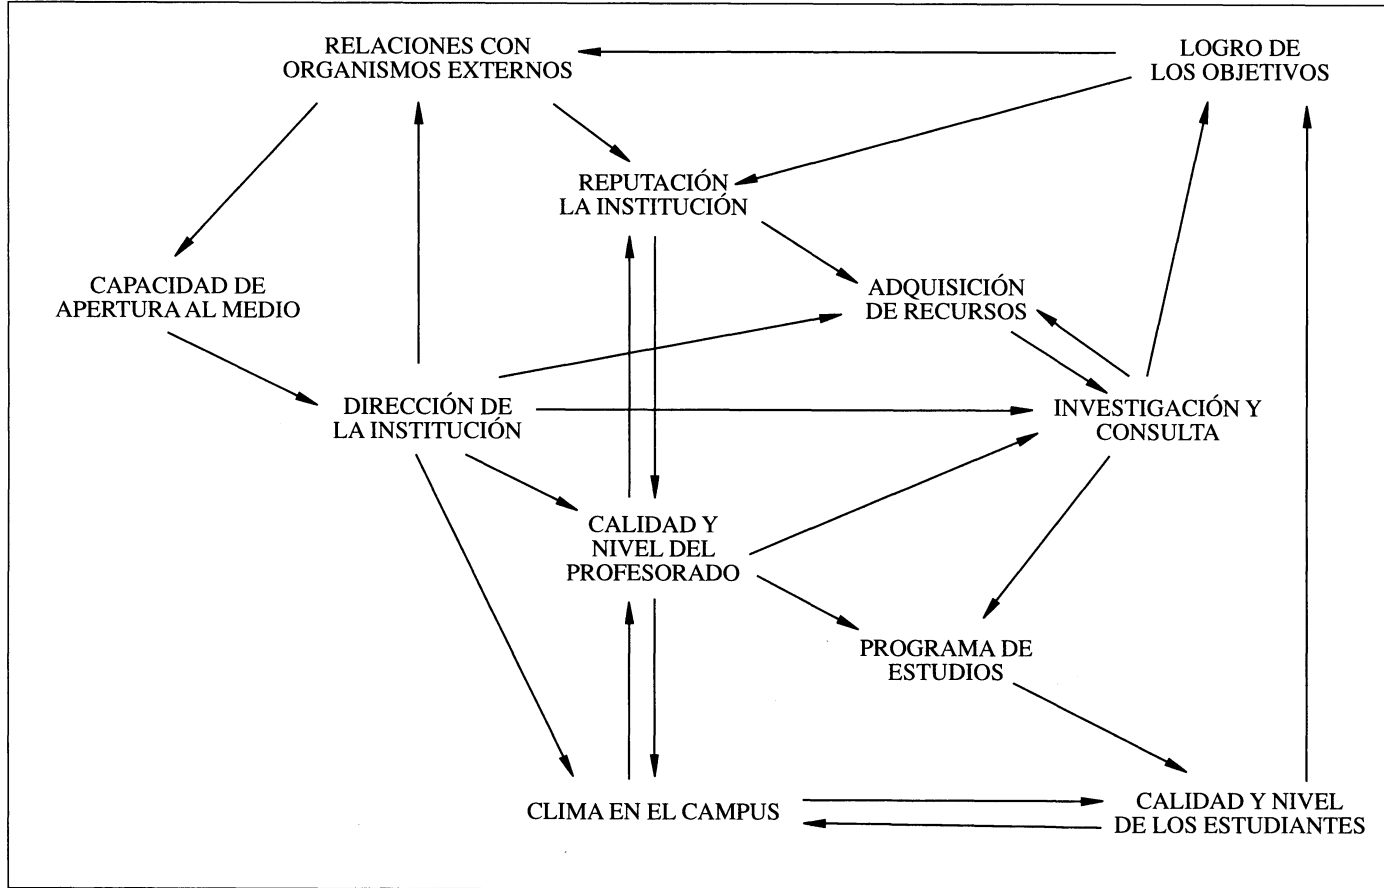 RELACIONES CON
ORGANISMOS EXTERNOS
LOGRO DE
LOS OBJETIVOS
REPUTACIÓN
LA INSTITUCIÓN
CAPACIDAD DE
APERTURA AL MEDIO
ADQUISICIÓN
DE RECURSOS
DIRECCIÓN DE
LA INSTITUCIÓN
INVESTIGACIÓN Y
CONSULTA
CALIDAD Y
NIVEL DEL
PROFESORADO
PROGRAMA DE
ESTUDIOS
CLIMA EN EL CAMPUS
CALIDAD Y NIVEL
DE LOS ESTUDIANTES